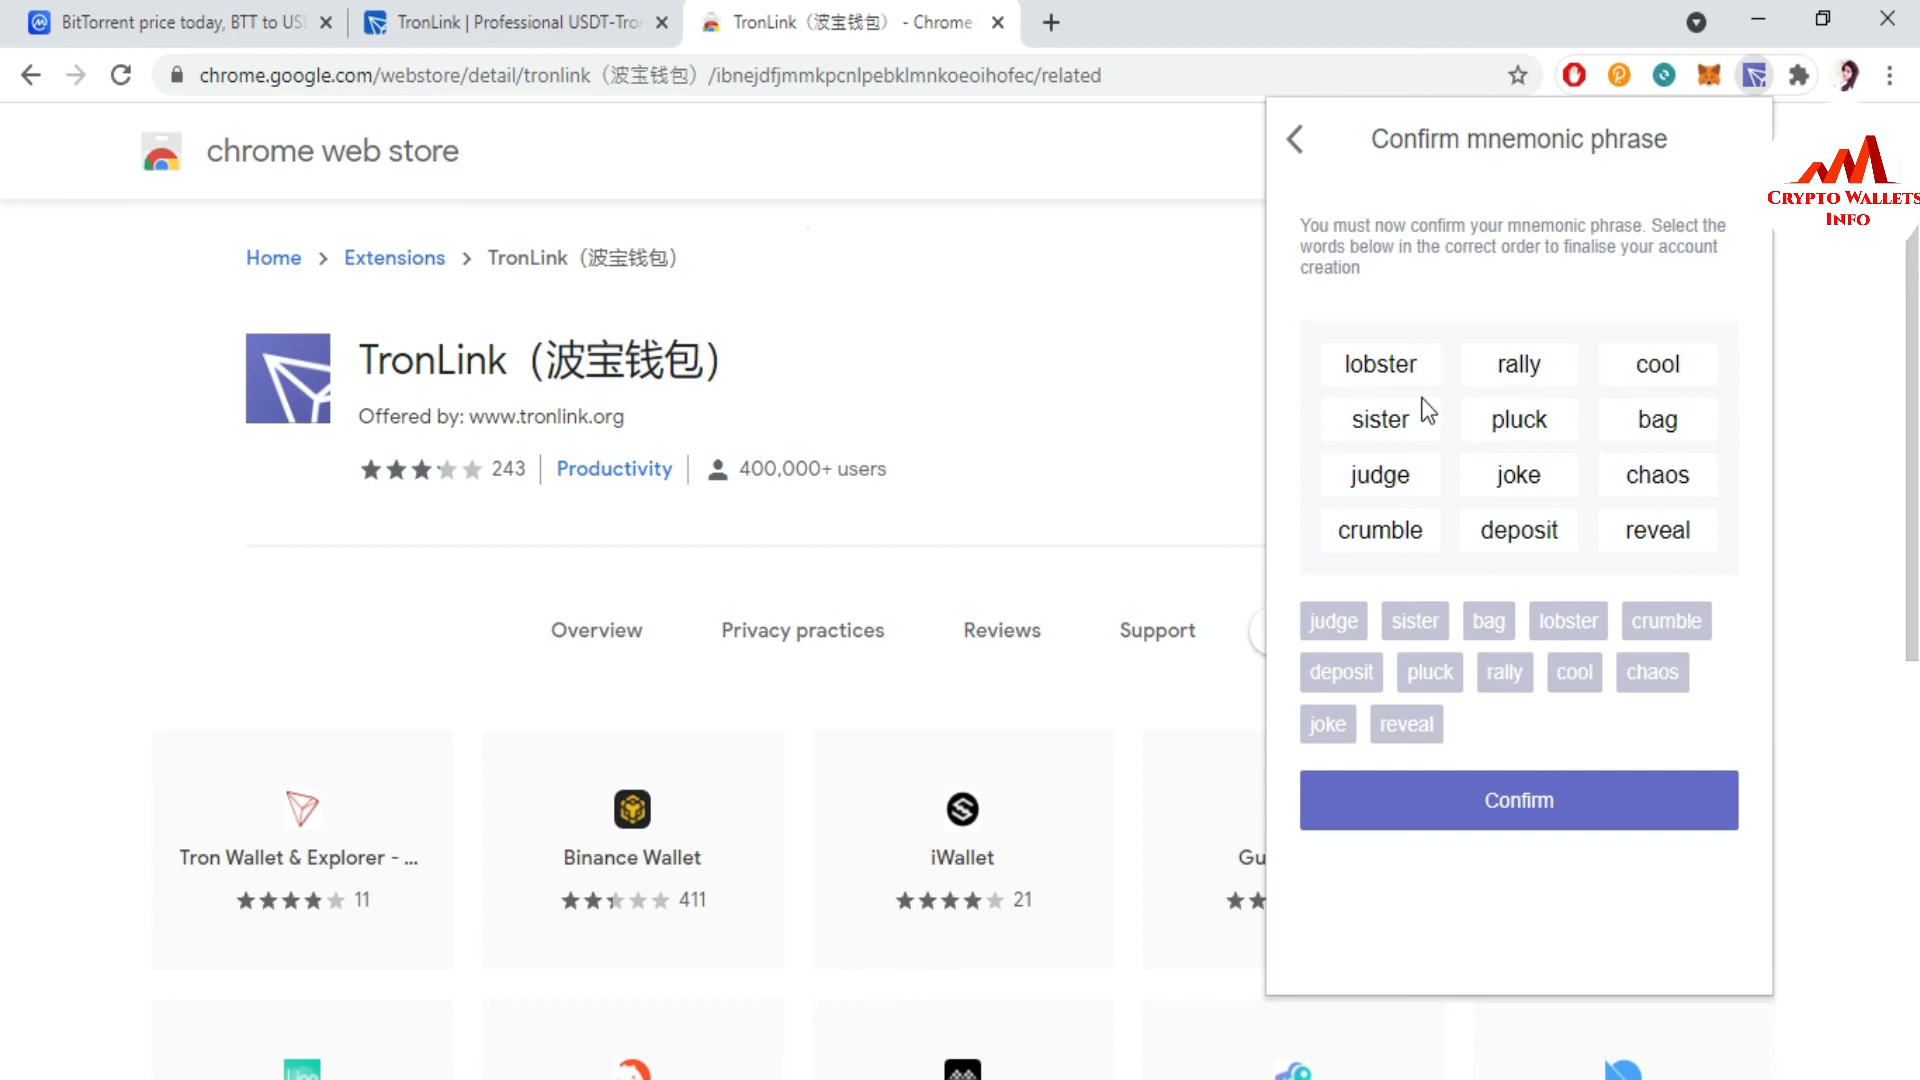 BitTorrent price today, BTT to US
TronLink | Professional USDT-Tro
TronLink（波宝钱包） - Chrome
chrome.google.com/webstore/detail/tronlink（波宝钱包）/ibnejdfjmmkpcnlpebklmnkoeoihofec/related
chrome web store
Home > Extensions > TronLink（波宝钱包）
TronLink（波宝钱包）
Offered by: www.tronlink.org
243 | Productivity | 400,000+ users
Overview Privacy practices Reviews Support
Tron Wallet & Explorer - ...
11
Binance Wallet
411
iWallet
21
Gu
Confirm mnemonic phrase
You must now confirm your mnemonic phrase. Select the
words below in the correct order to finalise your account
creation
lobster rally cool
sister pluck bag
judge joke chaos
crumble deposit reveal
judge sister bag lobster crumble
deposit pluck rally cool chaos
joke reveal
Confirm
Crypto Wallets
Info